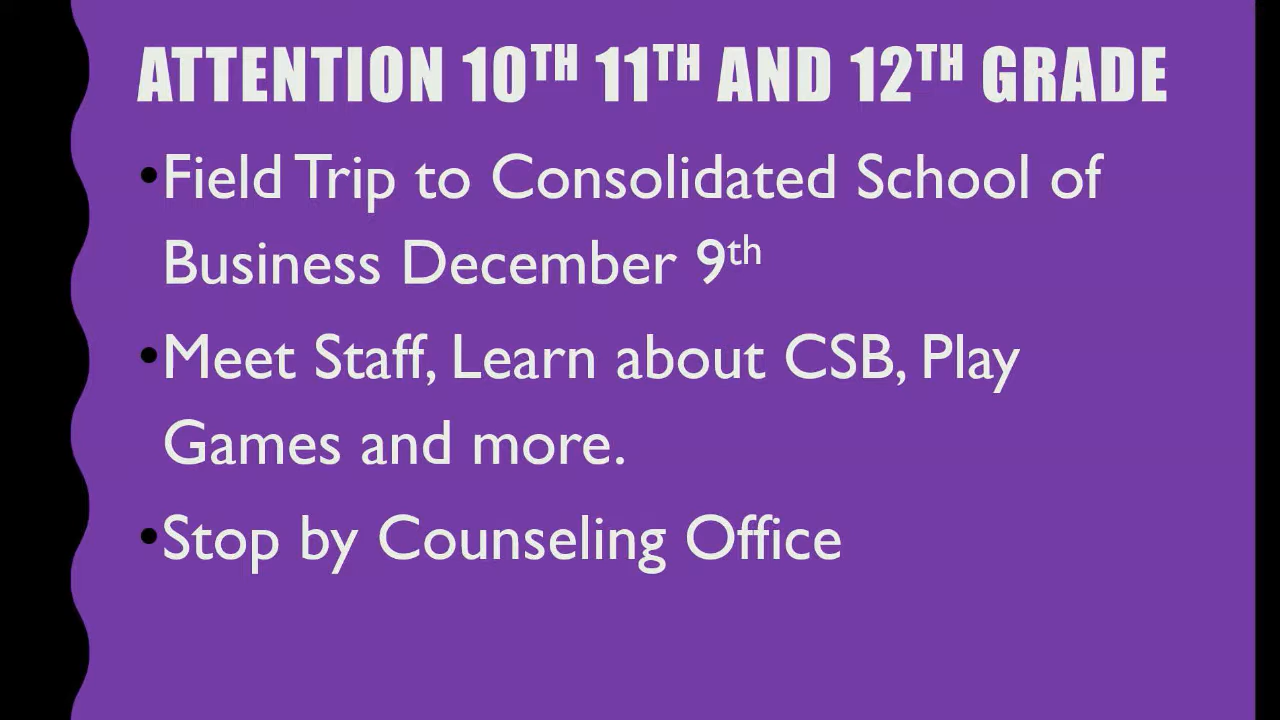 ATTENTION 10TH 11TH AND 12TH GRADE
•Field Trip to Consolidated School of
Business December 9th
•Meet Staff, Learn about CSB, Play
Games and more.
•Stop by Counseling Office